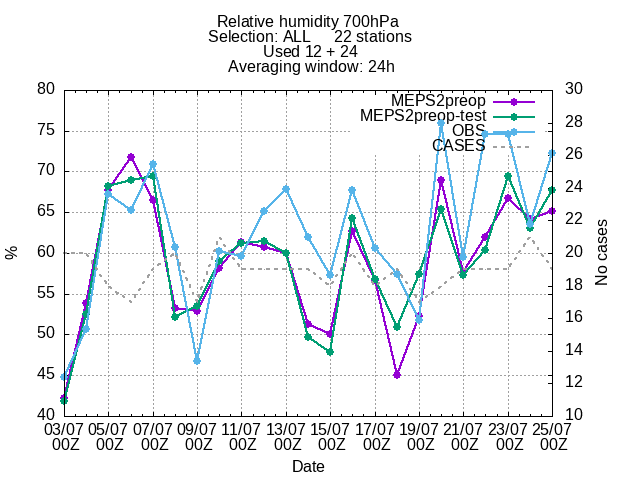 Relative humidity 700hPa
Selection: ALL 22 stations
Used 12 + 24
Averaging window: 24h
80
75
70
65
60
55
50
45
40
%
30
28
26
24
22
20
18
16
14
12
10
No cases
MEPS2preop
MEPS2preop-test
OBS
CASES
03/07 05/07 07/07 09/07 11/07 13/07 15/07 17/07 19/07 21/07 23/07 25/07
00Z 00Z 00Z 00Z 00Z 00Z 00Z 00Z 00Z 00Z 00Z 00Z
Date